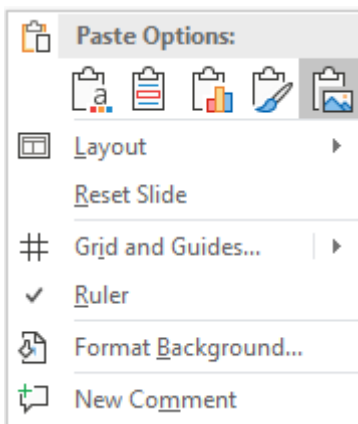 Paste Options:
a
Layout
Reset Slide
Grid and Guides...
Ruler
Format Background...
New Comment